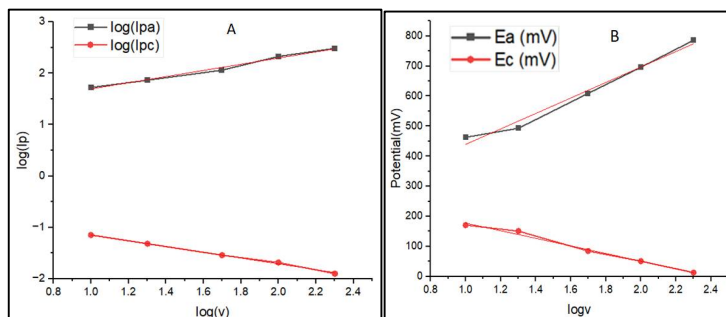 A
log(Ipa)
log(Ipc)
log(Ip)
3
2
1
0
−1
−2
0.8 1.0 1.2 1.4 1.6 1.8 2.0 2.2 2.4
log(v)
B
Ea (mV)
Ec (mV)
Potential(mV)
800
700
600
500
400
300
200
100
0
0.8 1.0 1.2 1.4 1.6 1.8 2.0 2.2 2.4
logv